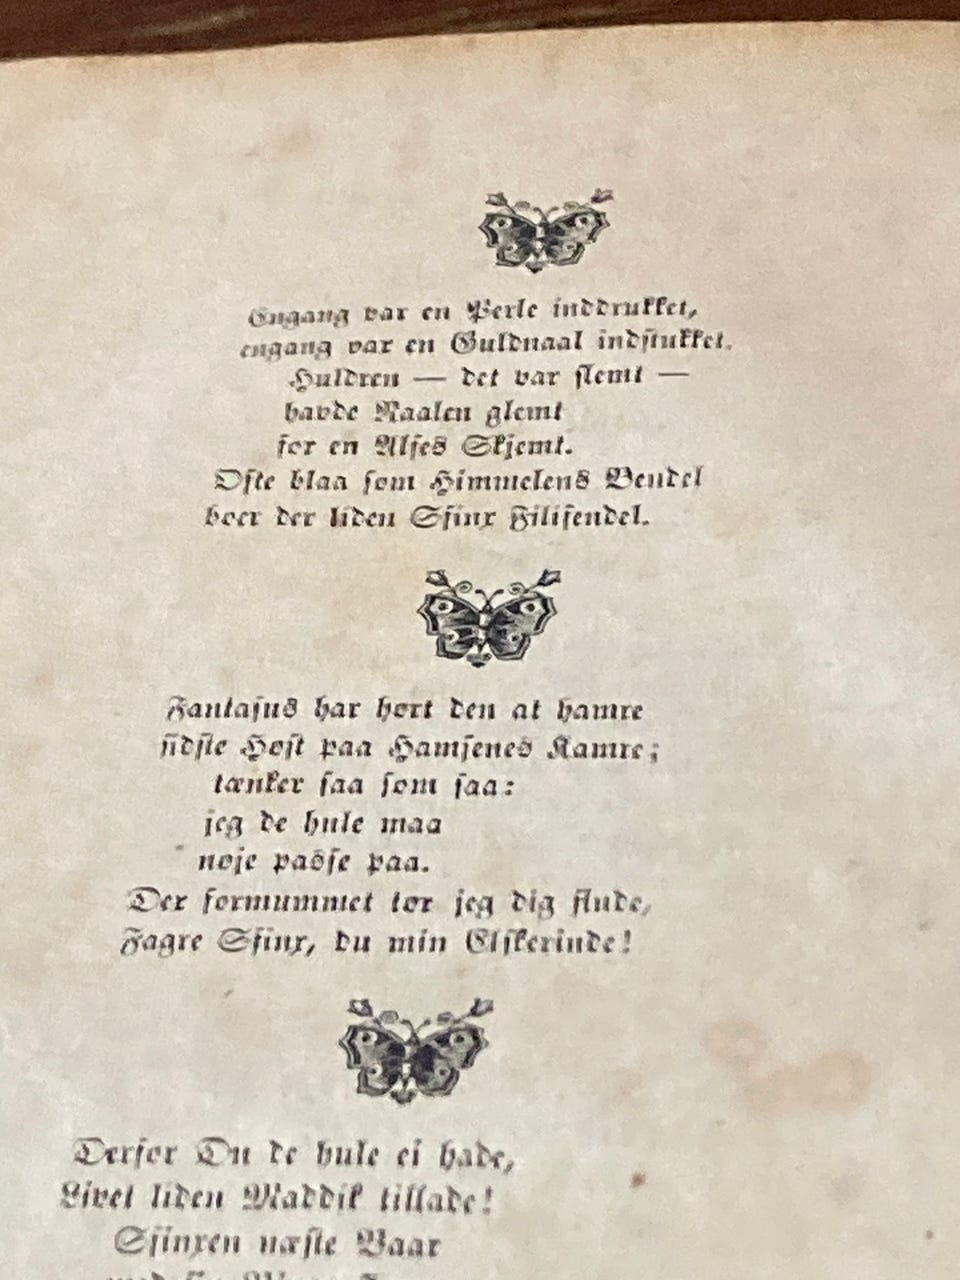 Engang var en Perle inddrukket,
engang var en Guldnaal indstukket.
Huldren — det var slemt —
havde Naalen glemt
for en Alfes Skjemt.
Ofte blaa som Himmelens Vendel
boer der liden Sfinx Filisendel.
Fantasus har hørt den at hamre
sidste Høst paa Hamsenes Kamre;
tænker saa som saa:
jeg de hule maa
nøje passe paa.
Der formummet tør jeg dig finde,
Fagre Sfinx, du min Elskerinde!
Derfor Du de hule ei hade,
Livet liden Maddik tillade!
Sfinxen næste Vaar